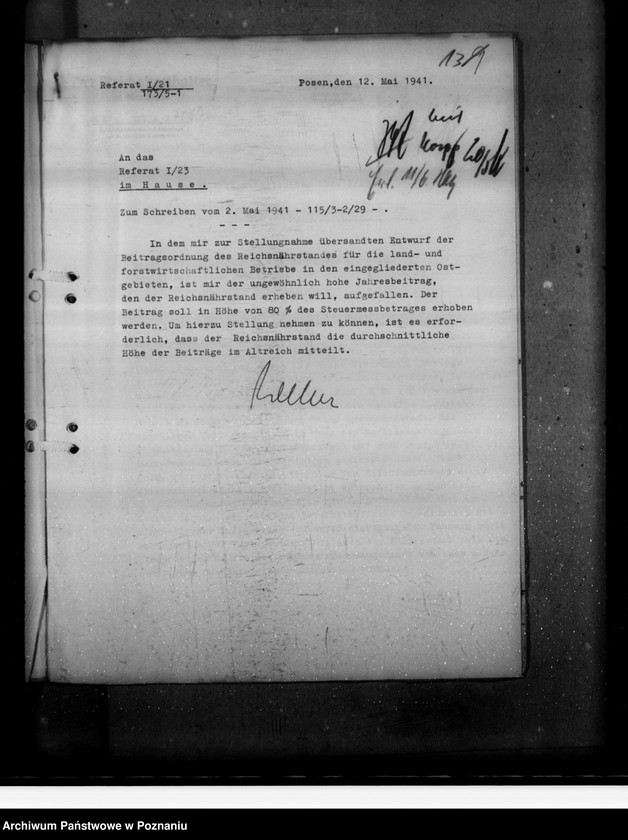 138
Referat I/21
173/5-1
Posen,den 12. Mai 1941.
An das
Referat I/23
im Hause.
Zum Schreiben vom 2. Mai 1941 - 115/3-2/29 - .
- - -
In dem mir zur Stellungnahme übersandten Entwurf der
Beitragsordnung des Reichsnährstandes für die land- und
forstwirtschaftlichen Betriebe in den eingegliederten Ost-
gebieten, ist mir der ungewöhnlich hohe Jahresbeitrag,
den der Reichsnährstand erheben will, aufgefallen. Der
Beitrag soll in Höhe von 80 % des Steuermessbetrages erhoben
werden. Um hierzu Stellung nehmen zu können, ist es erfor-
derlich, dass der Reichsnährstand die durchschnittliche
Höhe der Beiträge im Altreich mitteilt.
Archiwum Państwowe w Poznaniu